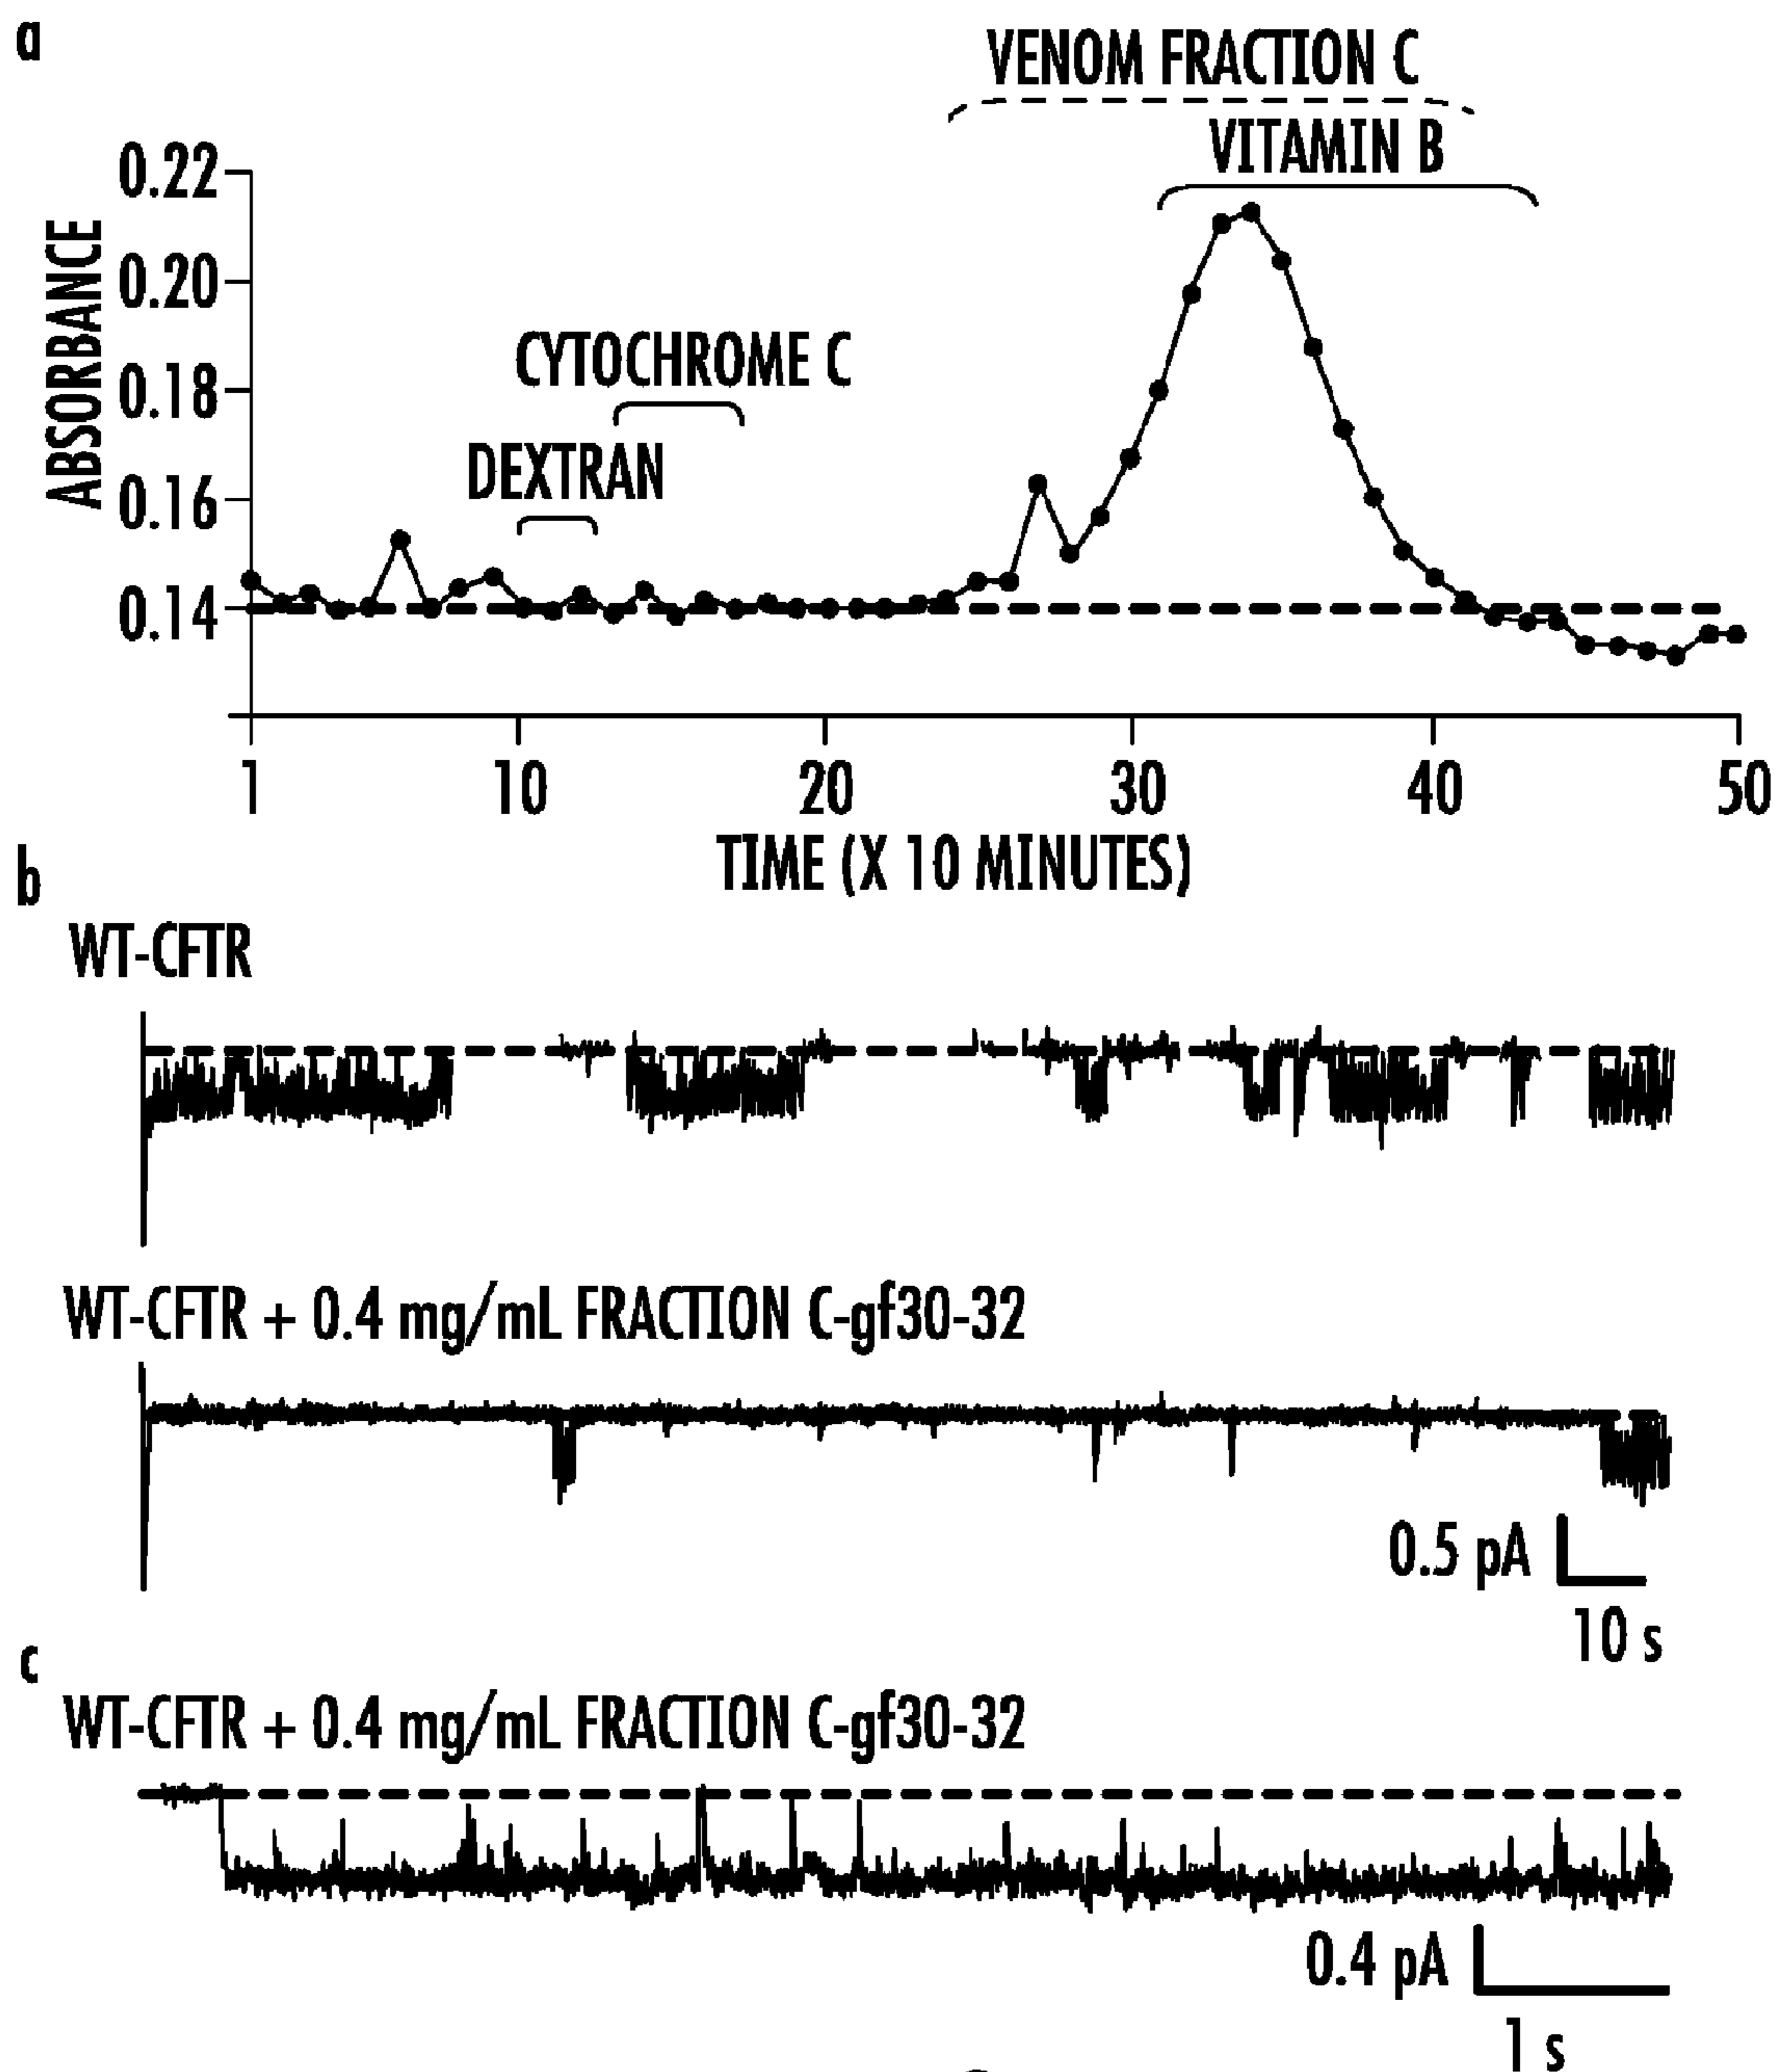 a
VENOM FRACTION C
VITAMIN B
0.22
0.20
0.18
0.16
0.14
ABSORBANCE
CYTOCHROME C
DEXTRAN
1 10 20 30 40 50
TIME (X 10 MINUTES)
b
WT-CFTR
WT-CFTR + 0.4 mg/mL FRACTION C-gf30-32
0.5 pA
10 s
c
WT-CFTR + 0.4 mg/mL FRACTION C-gf30-32
0.4 pA
1 s